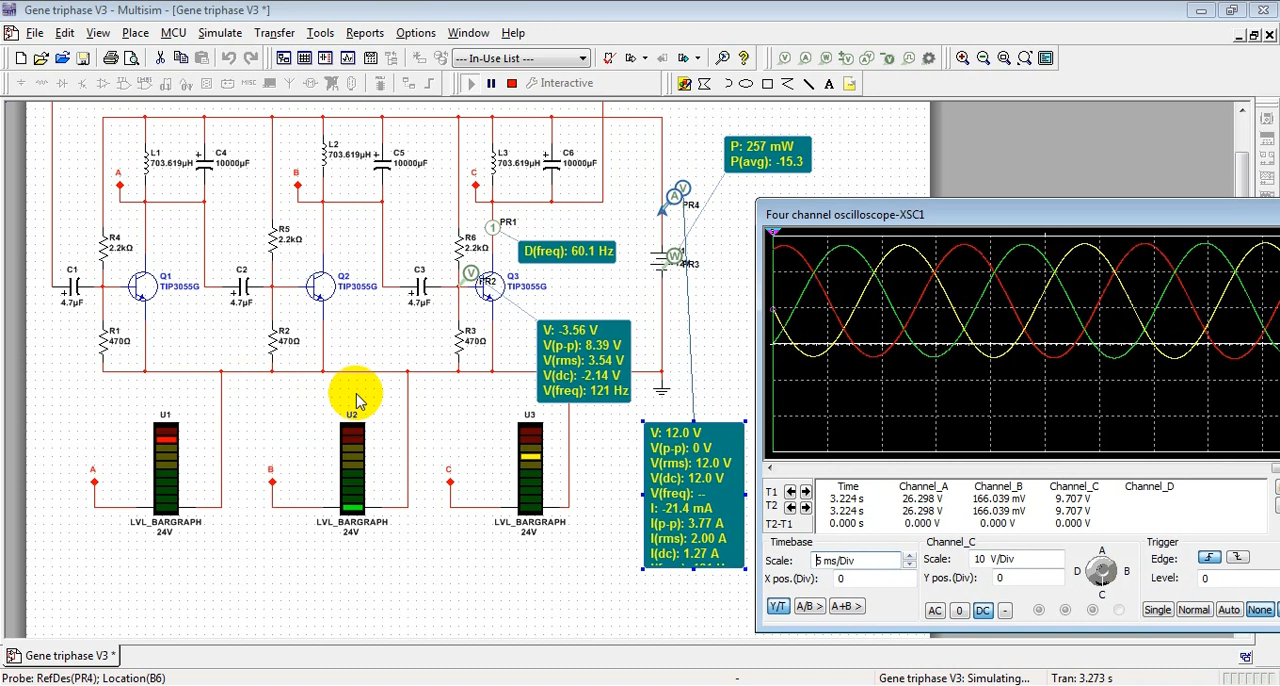 Gene triphase V3 - Multisim - [Gene triphase V3 *]
File Edit View Place MCU Simulate Transfer Tools Reports Options Window Help
--- In-Use List ---
Interactive
P: 257 mW
P(avg): -15.3
L1
703.619µH
C4
10000µF
L2
703.619µH
C5
10000µF
L3
703.619µH
C6
10000µF
A
B
C
A V
PR4
PR1
D(freq): 60.1 Hz
R4
2.2kΩ
R5
2.2kΩ
R6
2.2kΩ
PR3
C1
4.7µF
Q1
TIP3055G
C2
4.7µF
Q2
TIP3055G
C3
4.7µF
PR2
Q3
TIP3055G
R1
470Ω
R2
470Ω
R3
470Ω
V: -3.56 V
V(p-p): 8.39 V
V(rms): 3.54 V
V(dc): -2.14 V
V(freq): 121 Hz
U1
U2
U3
A
B
C
LVL_BARGRAPH
24V
LVL_BARGRAPH
24V
LVL_BARGRAPH
24V
V: 12.0 V
V(p-p): 0 V
V(rms): 12.0 V
V(dc): 12.0 V
V(freq): --
I: -21.4 mA
I(p-p): 3.77 A
I(rms): 2.00 A
I(dc): 1.27 A
Four channel oscilloscope-XSC1
Time Channel_A Channel_B Channel_C Channel_D
T1 3.224 s 26.298 V 166.039 mV 9.707 V
T2 3.224 s 26.298 V 166.039 mV 9.707 V
T2-T1 0.000 s 0.000 V 0.000 V 0.000 V
Timebase
Scale: 5 ms/Div
X pos.(Div): 0
Y/T A/B > A+B >
Channel_C
Scale: 10 V/Div
Y pos.(Div): 0
AC 0 DC -
A
D B
C
Trigger
Edge:
Level: 0
Single Normal Auto None
Gene triphase V3 *
Probe: RefDes(PR4); Location(B6)
-
Gene triphase V3: Simulating...
Tran: 3.273 s